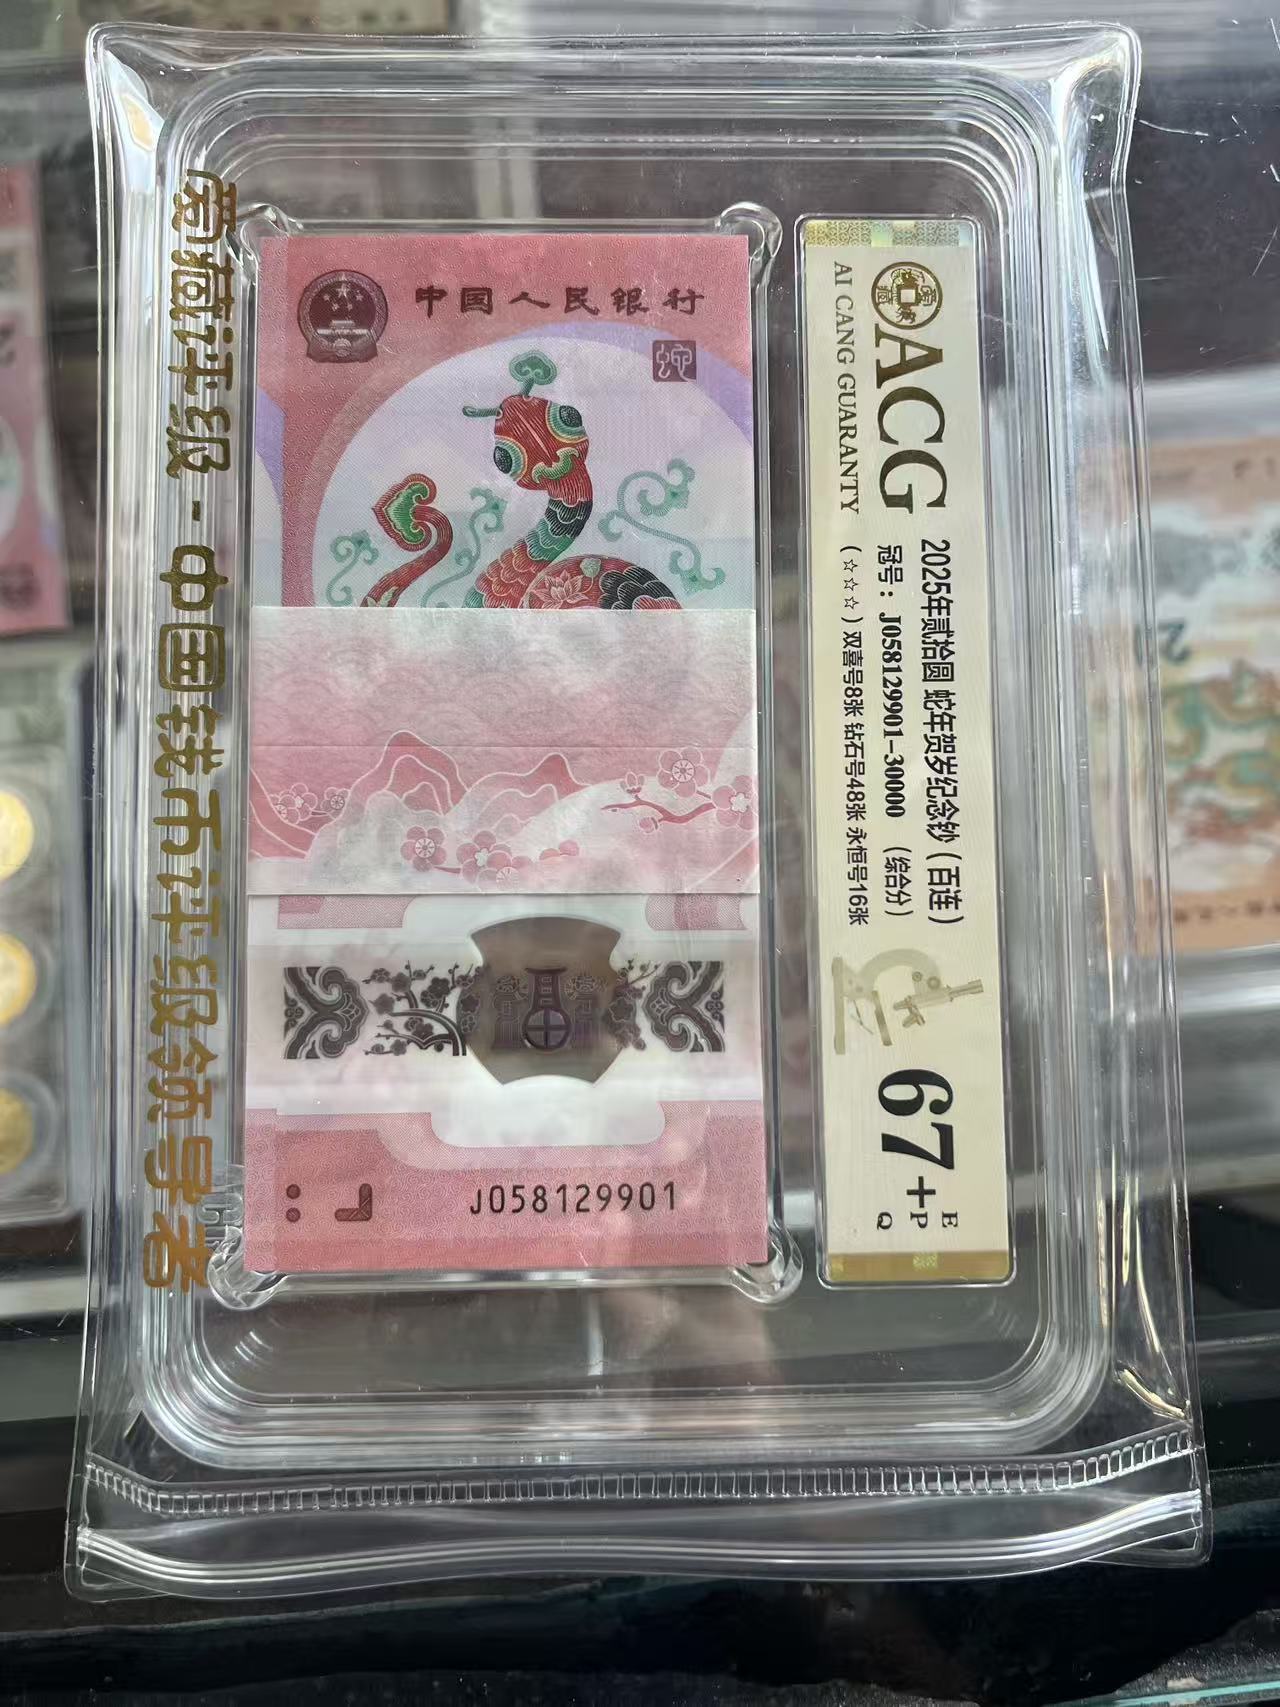 爱藏评级-中国钱币评级领导者
中国人民银行
蛇
J058129901
ACG
AI CANG GUARANTY
2025年贰拾圆 蛇年贺岁纪念钞（百连）
冠号：J058129901-30000 （综合分）
（☆☆☆）双喜号8张 钻石号48张 永恒号16张
67+
E
P
Q